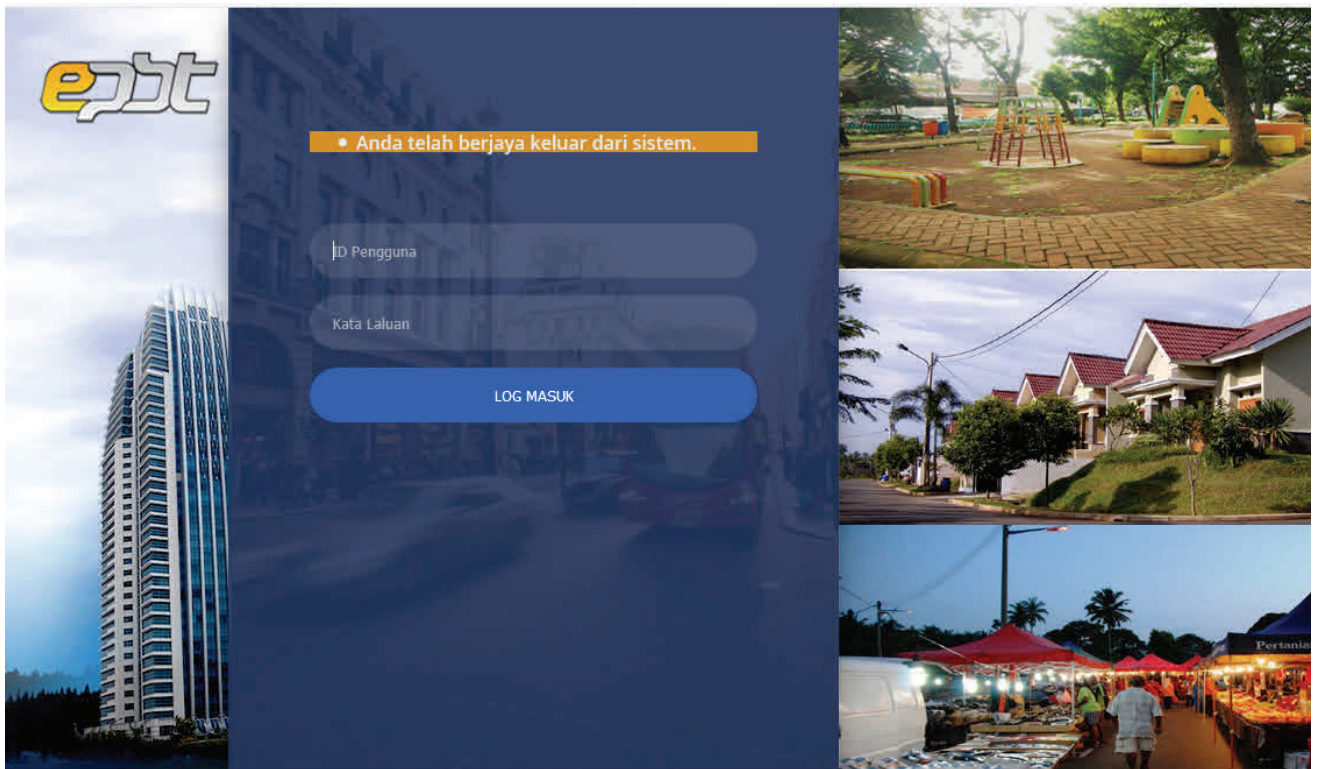 epbt
Anda telah berjaya keluar dari sistem.
ID Pengguna
Kata Laluan
LOG MASUK
Pertania